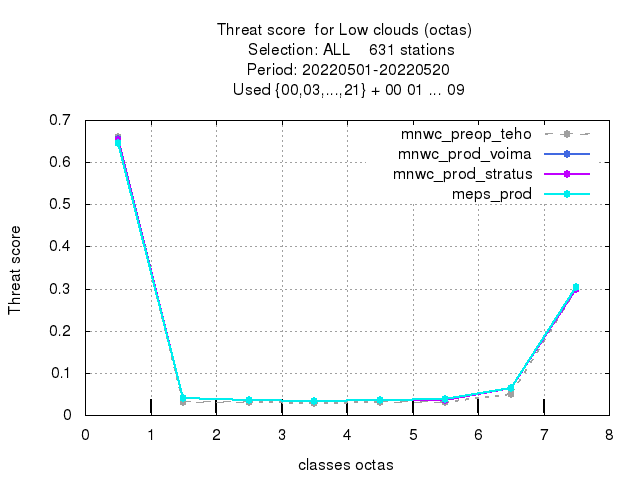 Threat score  for Low clouds (octas)
Selection: ALL    631 stations
Period: 20220501-20220520
Used {00,03,...,21} + 00 01 ... 09
mnwc_preop_teho
mnwc_prod_voima
mnwc_prod_stratus
meps_prod
Threat score
0.7
0.6
0.5
0.4
0.3
0.2
0.1
0
0 1 2 3 4 5 6 7 8
classes octas